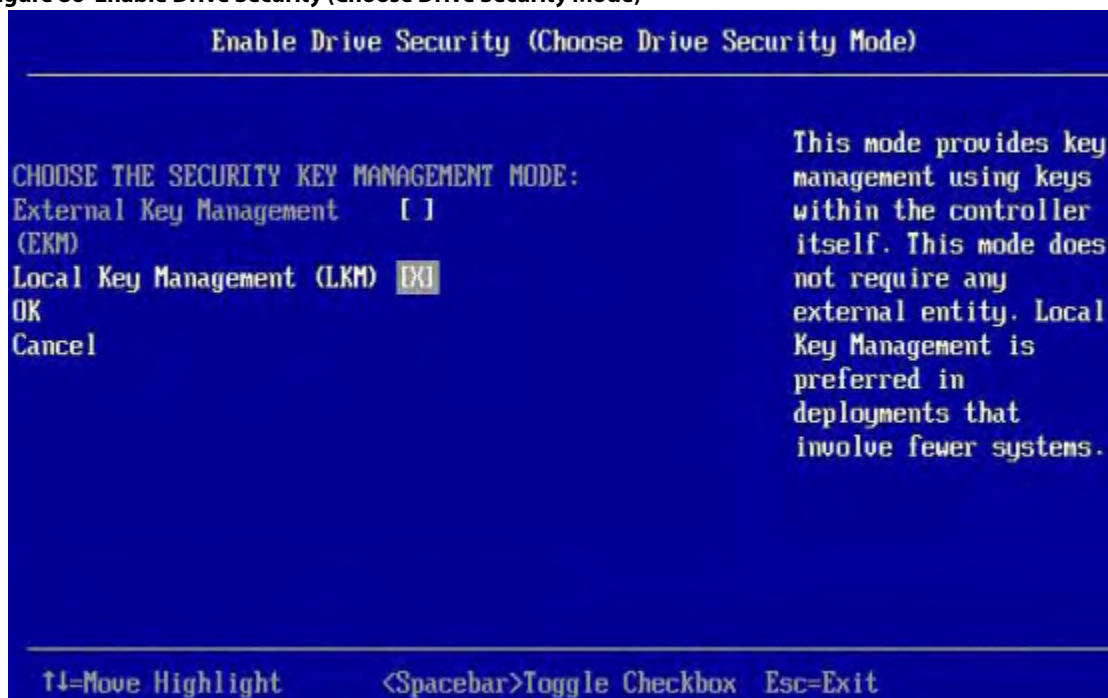 Enable Drive Security (Choose Drive Security Mode)
CHOOSE THE SECURITY KEY MANAGEMENT MODE:
External Key Management [ ]
(EKM)
Local Key Management (LKM) [X]
OK
Cancel
This mode provides key
management using keys
within the controller
itself. This mode does
not require any
external entity. Local
Key Management is
preferred in
deployments that
involve fewer systems.
↑↓=Move Highlight <Spacebar>Toggle Checkbox Esc=Exit